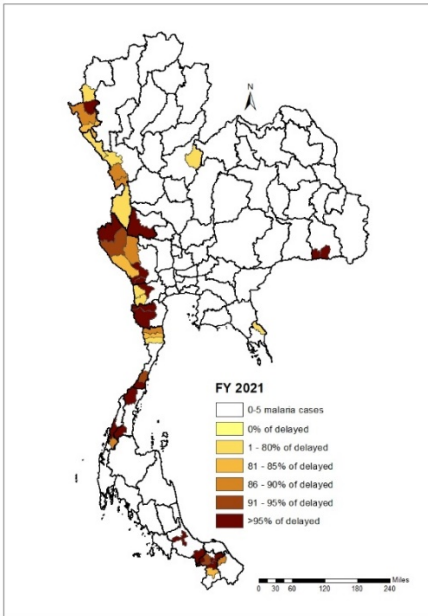 N
FY 2021
0-5 malaria cases
0% of delayed
1 - 80% of delayed
81 - 85% of delayed
86 - 90% of delayed
91 - 95% of delayed
>95% of delayed
Miles
0 30 60 120 180 240